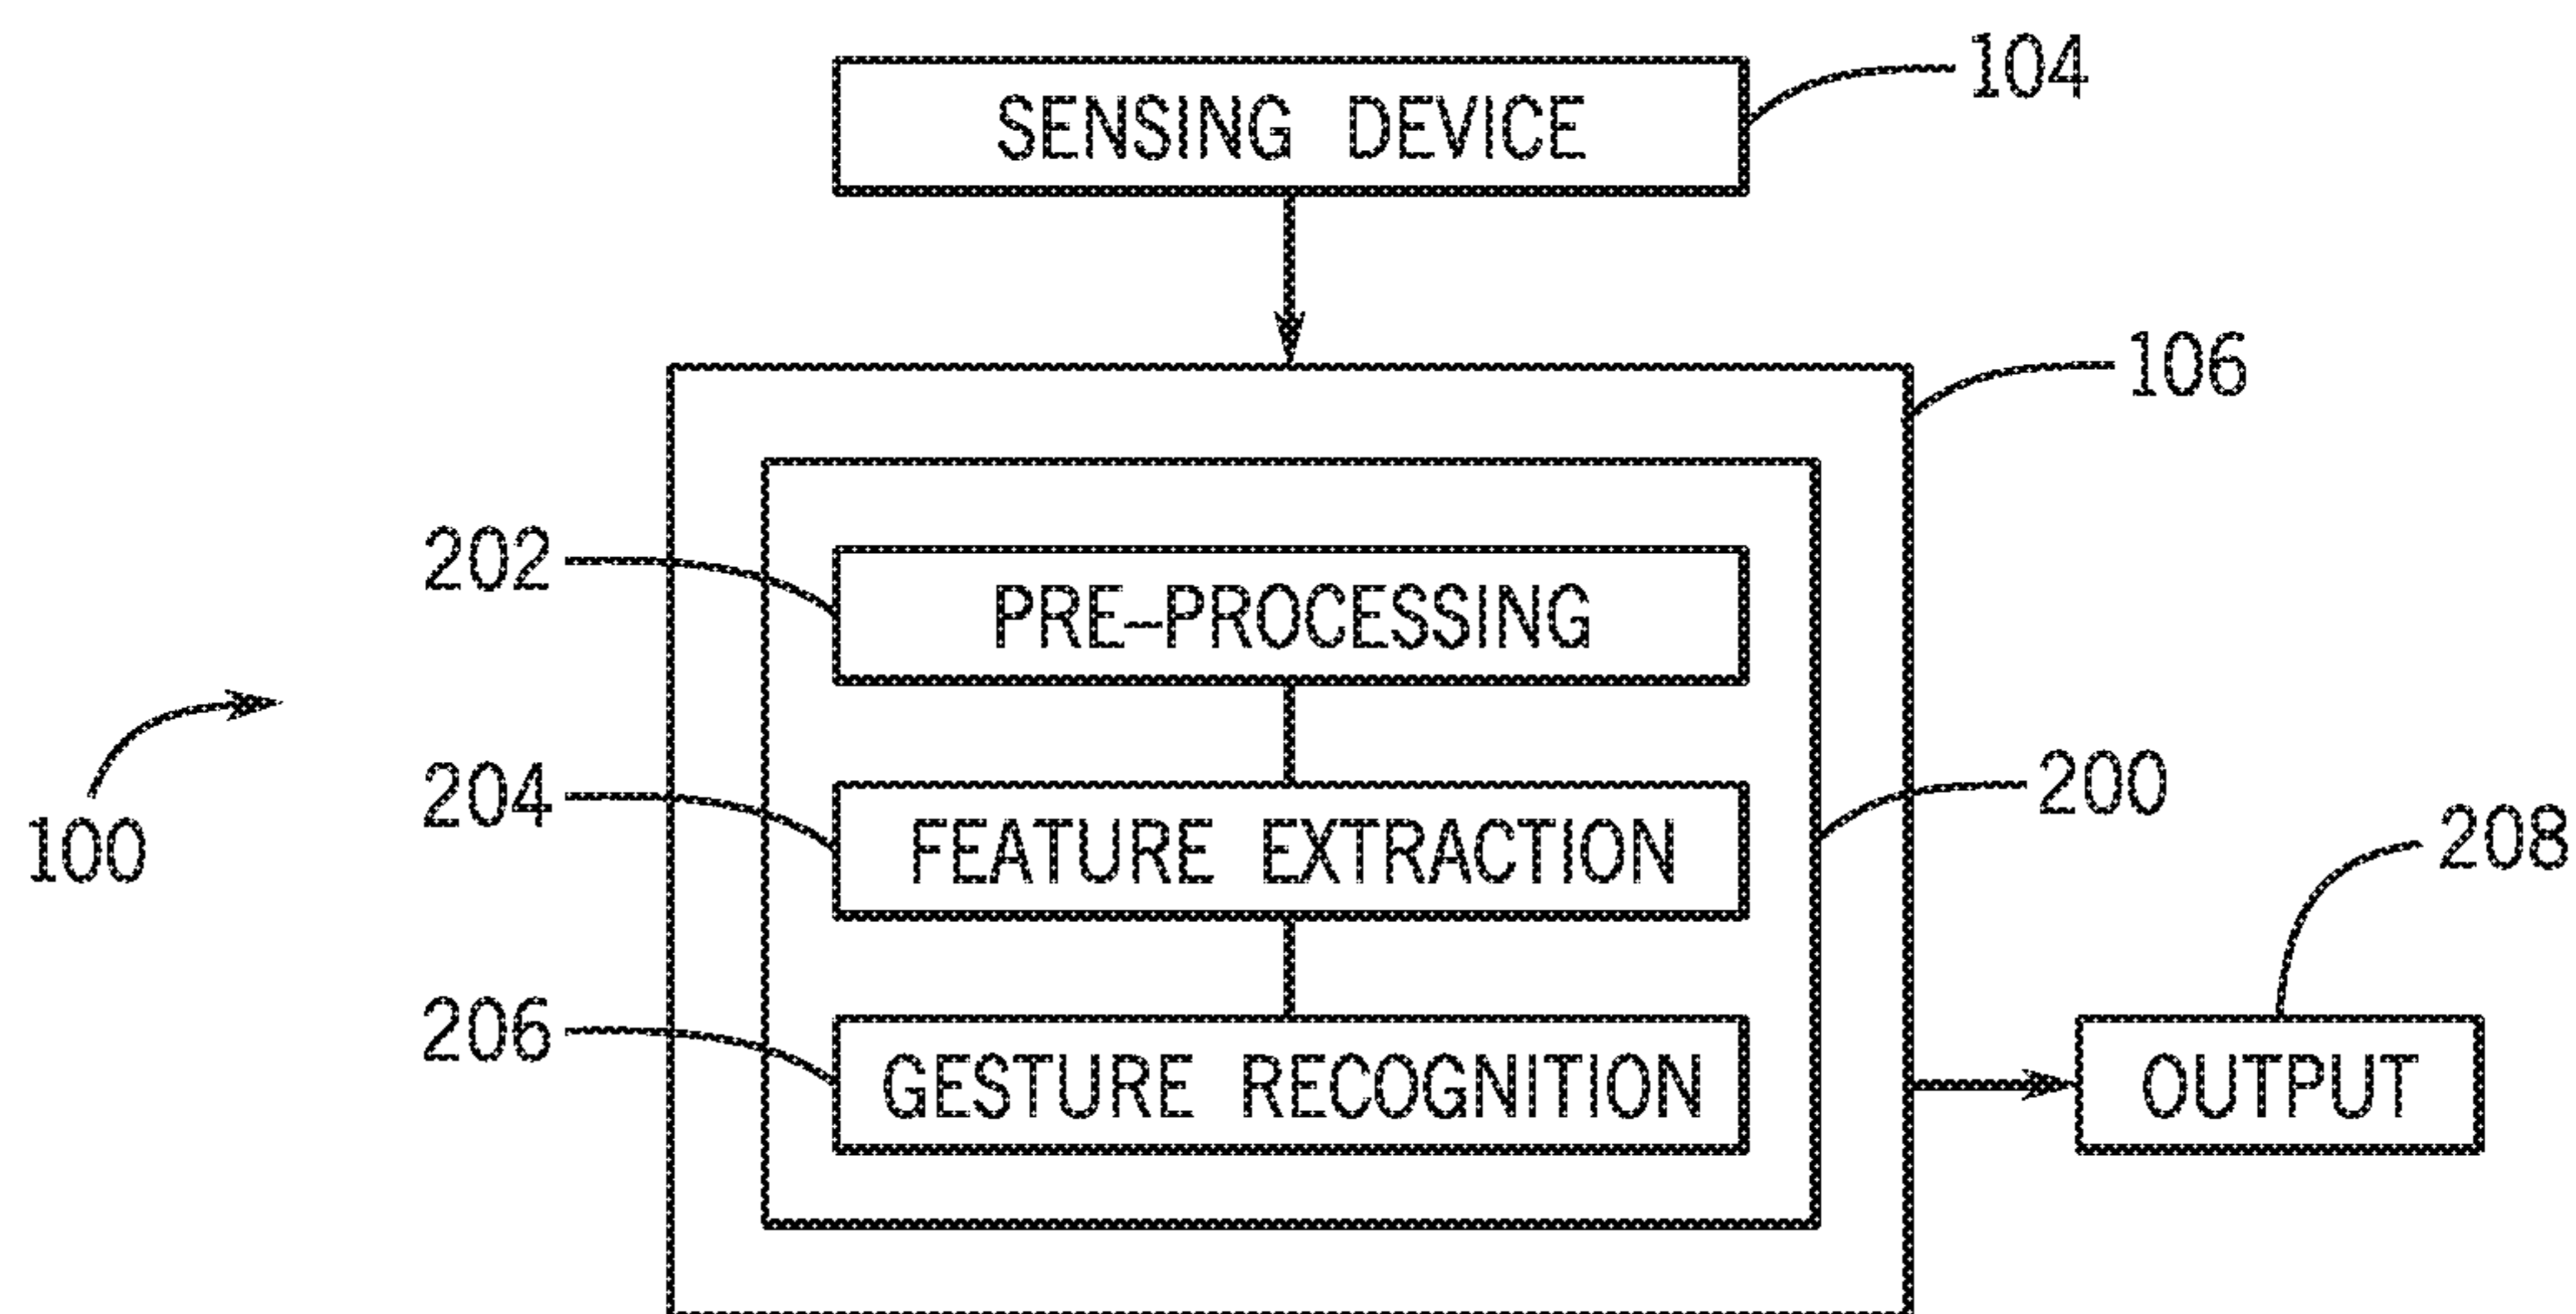 SENSING DEVICE
104
106
202
PRE-PROCESSING
100
204
FEATURE EXTRACTION
200
208
206
GESTURE RECOGNITION
OUTPUT